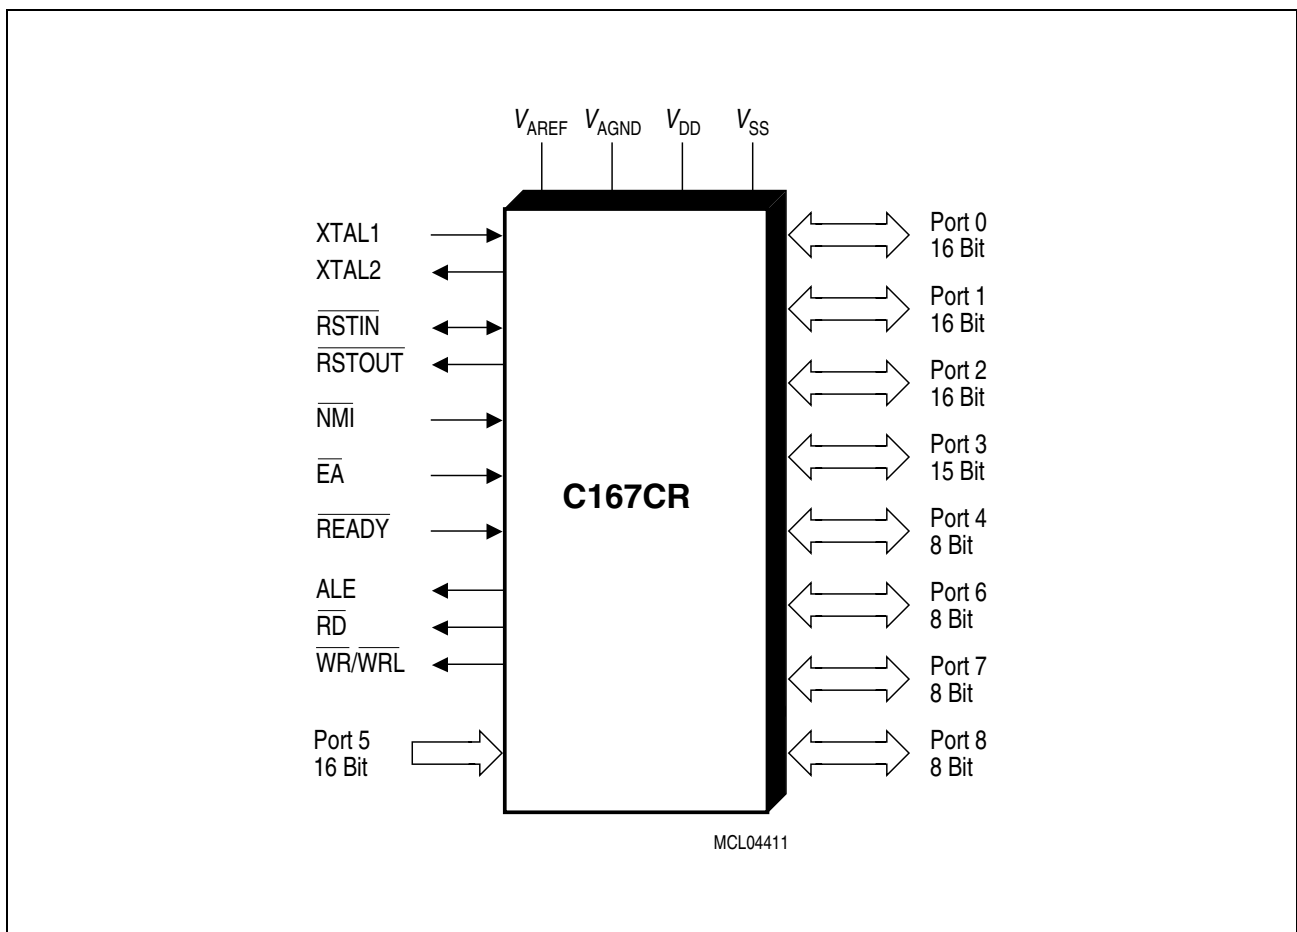 VAREF VAGND VDD VSS
XTAL1
XTAL2
RSTIN
RSTOUT
NMI
EA
READY
ALE
RD
WR/WRL
Port 5
16 Bit
C167CR
Port 0
16 Bit
Port 1
16 Bit
Port 2
16 Bit
Port 3
15 Bit
Port 4
8 Bit
Port 6
8 Bit
Port 7
8 Bit
Port 8
8 Bit
MCL04411